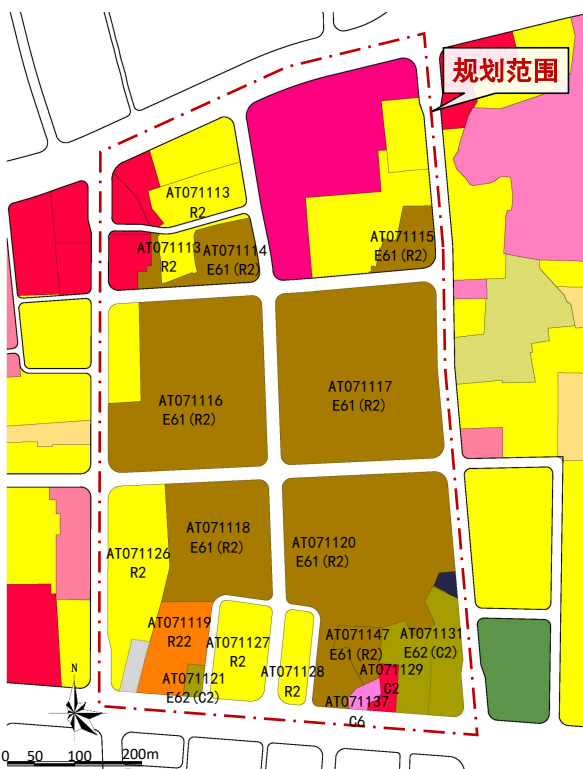 规划范围
AT071113
R2
AT071113
R2
AT071114
E61(R2)
AT071115
E61(R2)
AT071116
E61(R2)
AT071117
E61(R2)
AT071118
E61(R2)
AT071120
E61(R2)
AT071126
R2
AT071119
R22
AT071127
R2
AT071121
E62(C2)
AT071128
R2
AT071147
E61(R2)
AT071131
E62(C2)
AT071129
C2
AT071137
C6
N
0 50 100 200m